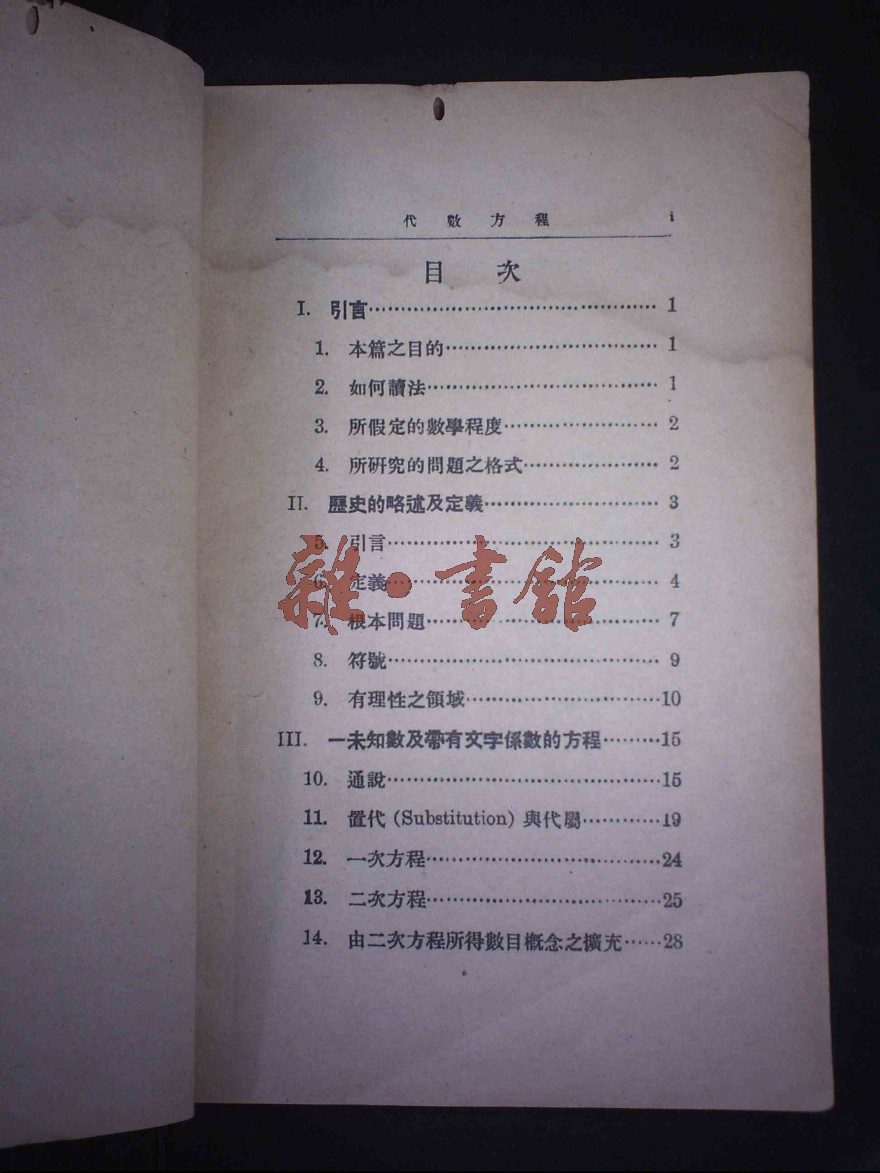 代數方程 i
目次
I. 引言……………………………………… 1
1. 本篇之目的……………………………… 1
2. 如何讀法………………………………… 1
3. 所假定的數學程度……………………… 2
4. 所研究的問題之格式…………………… 2
II. 歷史的略述及定義……………………… 3
5. 引言……………………………………… 3
6. 定義……………………………………… 4
7. 根本問題………………………………… 7
8. 符號……………………………………… 9
9. 有理性之領域……………………………10
III. 一未知數及帶有文字係數的方程………15
10. 通說……………………………………15
11. 置代 (Substitution) 與代屬…………19
12. 一次方程………………………………24
13. 二次方程………………………………25
14. 由二次方程所得數目概念之擴充……28
雜·書館